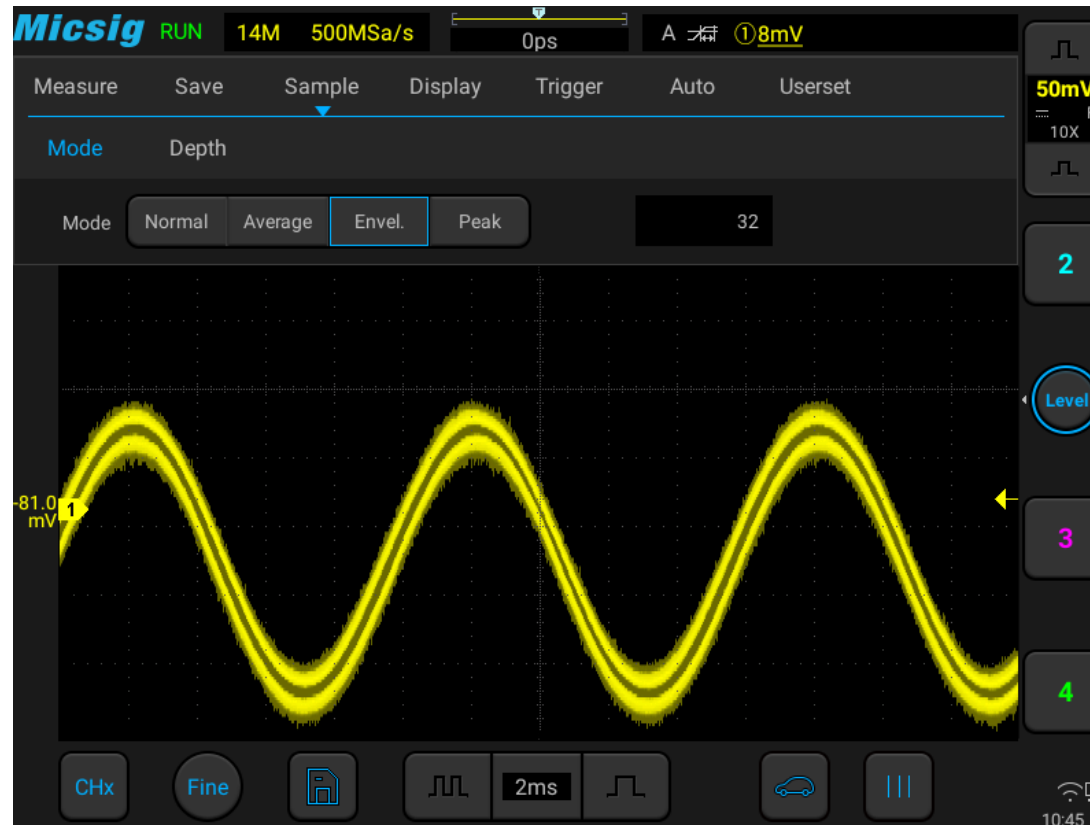 Micsig RUN 14M 500MSa/s 0ps A ①8mV
Measure Save Sample Display Trigger Auto Userset
50mV
10X
Mode Depth
Mode Normal Average Envel. Peak 32
2
Level
-81.0
mV
1
3
4
CHx Fine 2ms
10:45